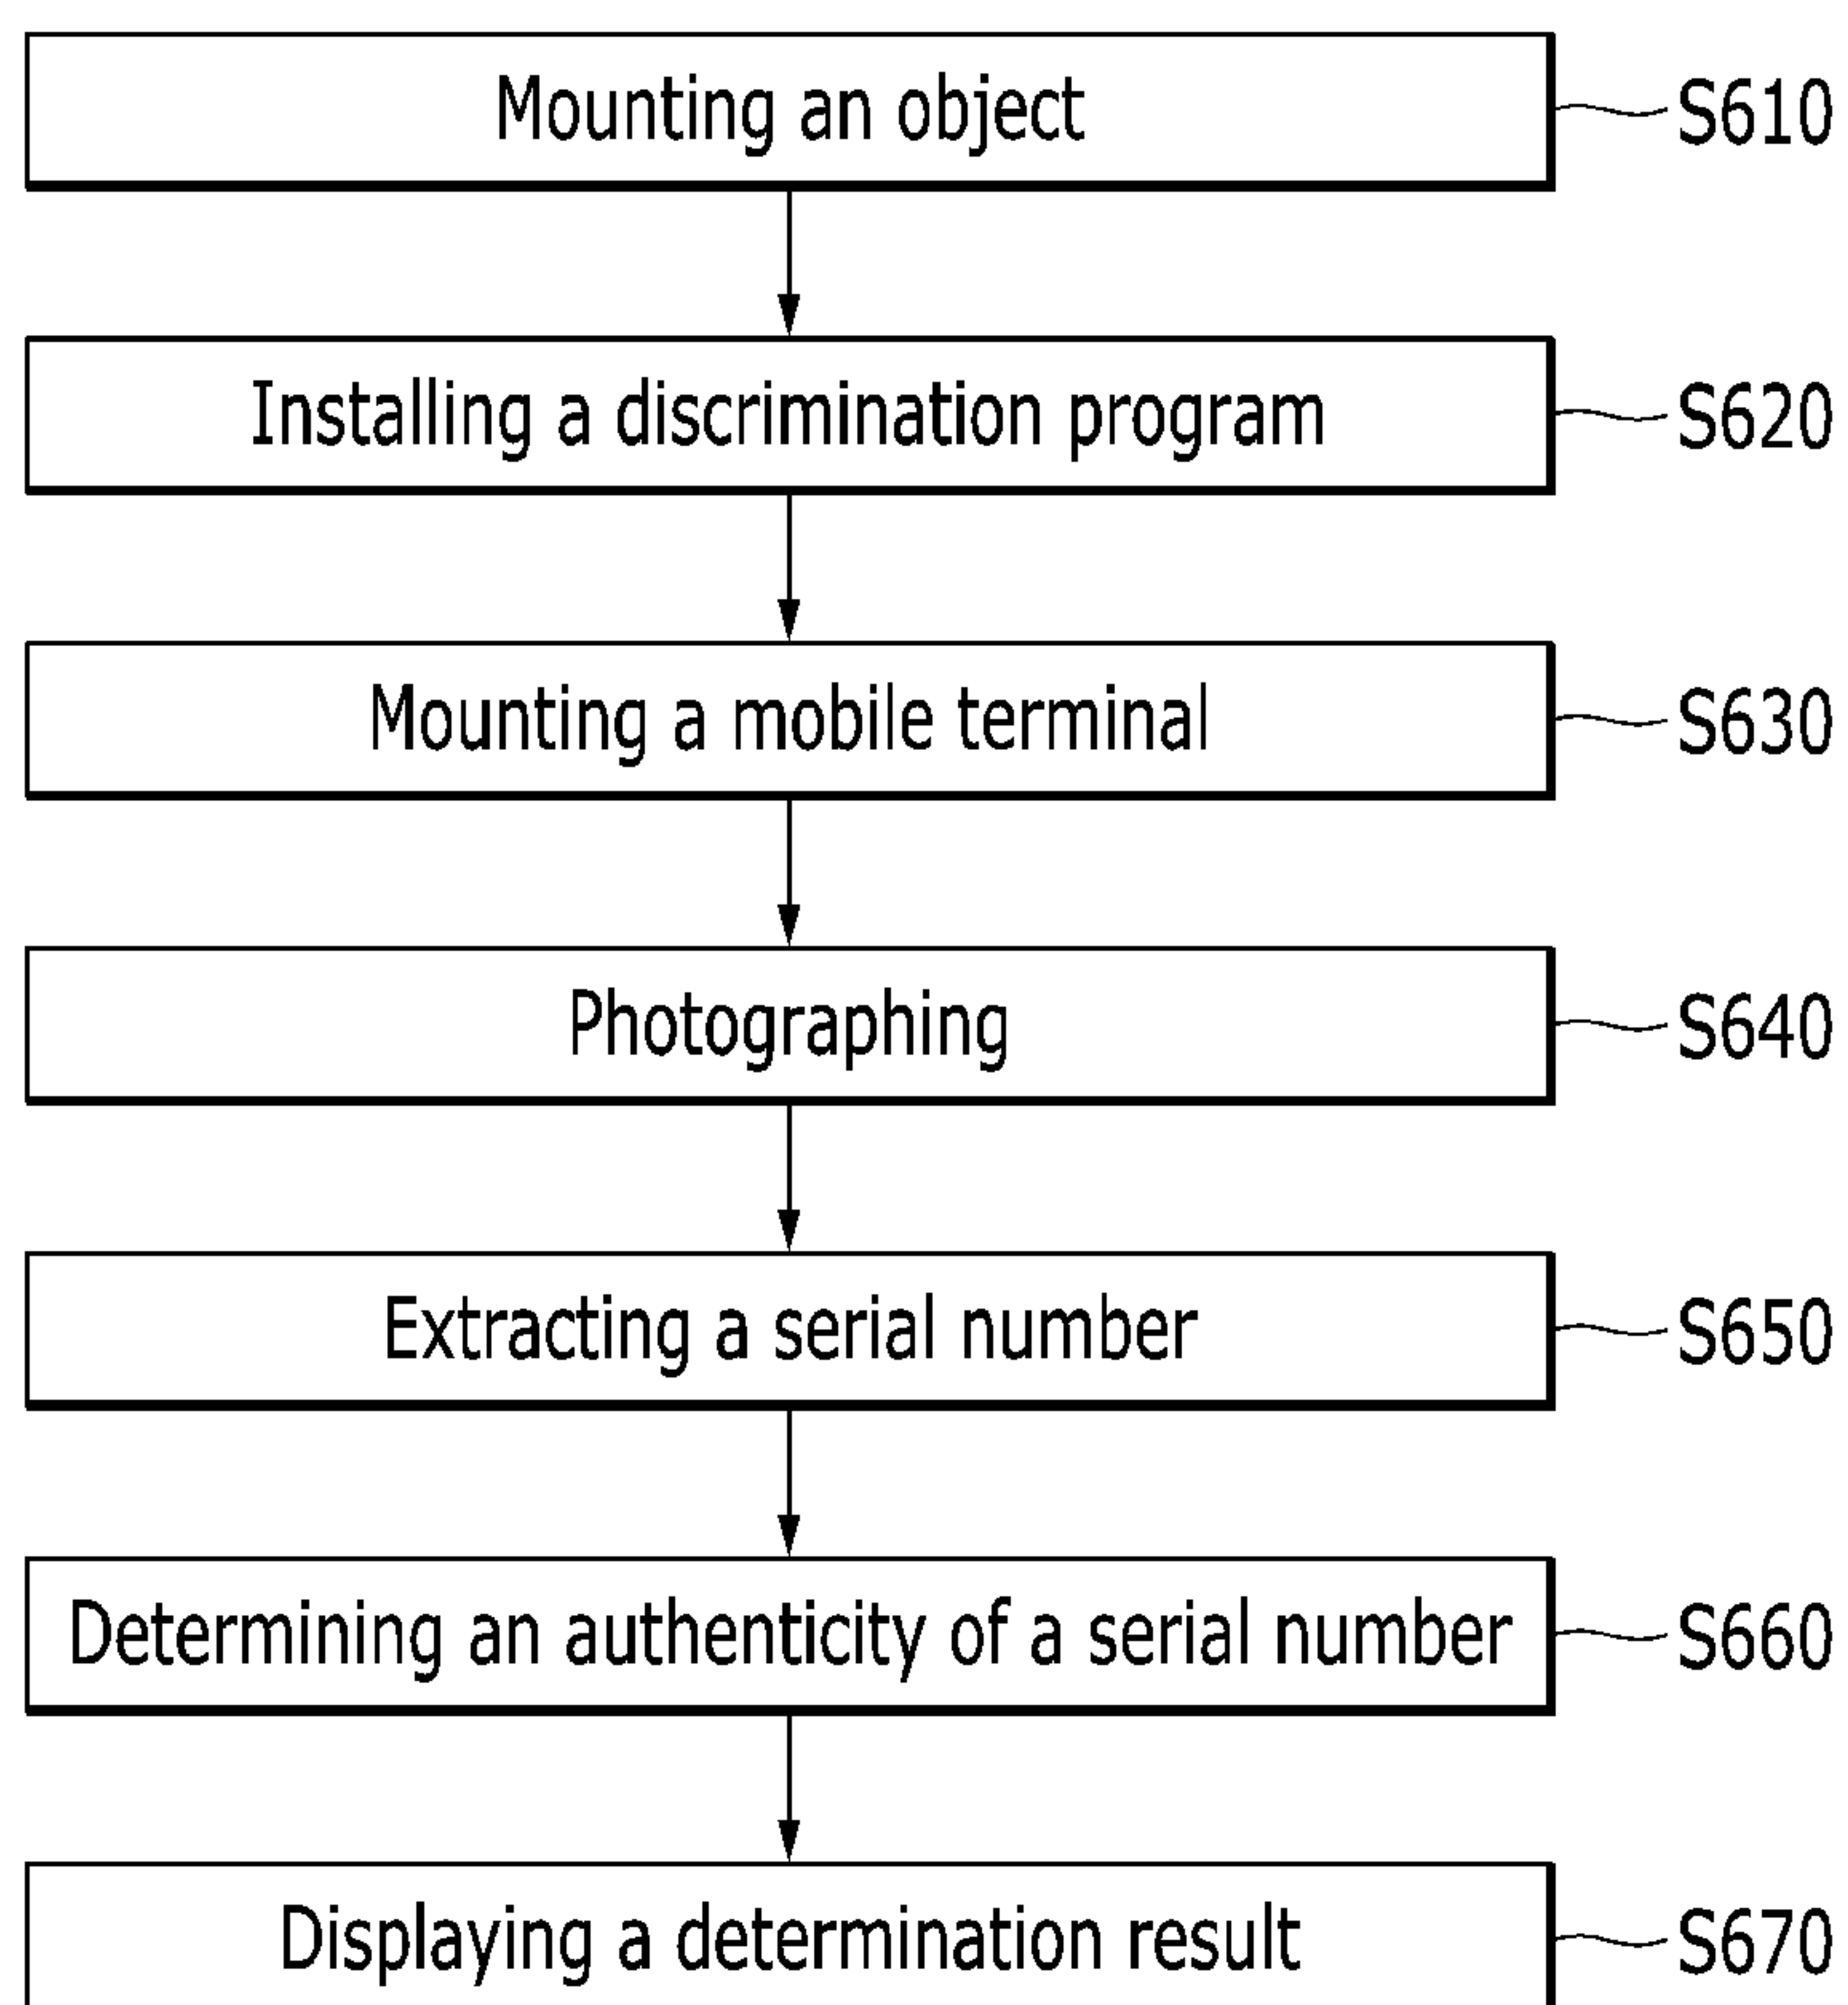 Mounting an object S610
Installing a discrimination program S620
Mounting a mobile terminal S630
Photographing S640
Extracting a serial number S650
Determining an authenticity of a serial number S660
Displaying a determination result S670